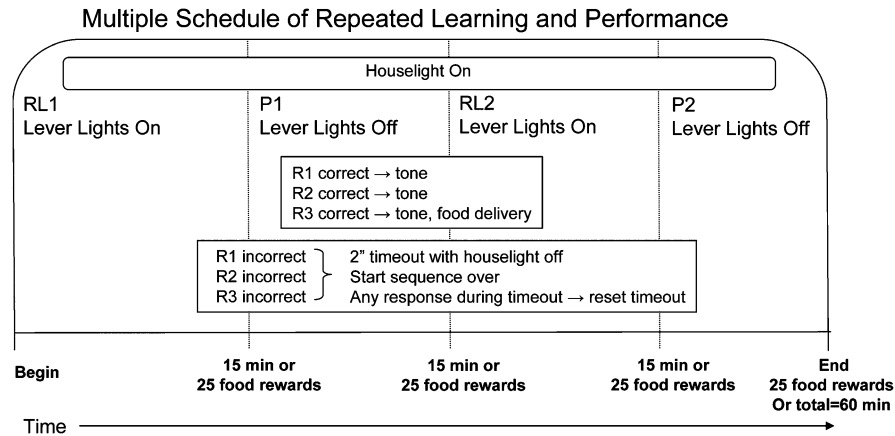 Multiple Schedule of Repeated Learning and Performance
Houselight On
RL1
Lever Lights On
P1
Lever Lights Off
RL2
Lever Lights On
P2
Lever Lights Off
R1 correct → tone
R2 correct → tone
R3 correct → tone, food delivery
R1 incorrect
R2 incorrect
R3 incorrect
2” timeout with houselight off
Start sequence over
Any response during timeout → reset timeout
Begin
15 min or
25 food rewards
15 min or
25 food rewards
15 min or
25 food rewards
End
25 food rewards
Or total=60 min
Time